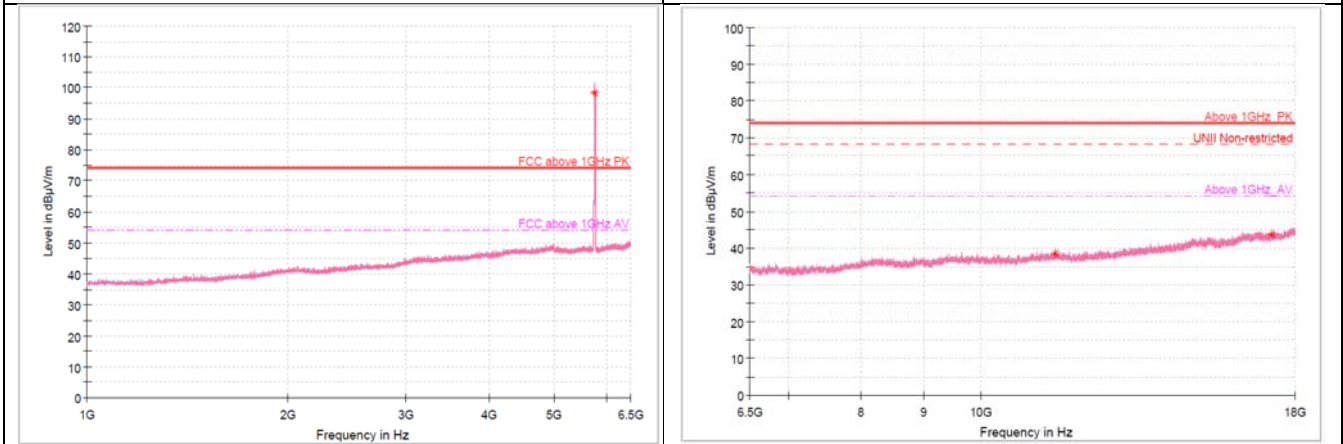 120
110
100
90
80
70
60
50
40
30
20
10
0
Level in dBµV/m
FCC above 1GHz PK
FCC above 1GHz AV
1G
2G
3G
4G
5G
6.5G
Frequency in Hz
100
90
80
70
60
50
40
30
20
10
0
Level in dBµV/m
Above 1GHz_PK
UNII Non-restricted
Above 1GHz_AV
6.5G
8
9
10G
18G
Frequency in Hz